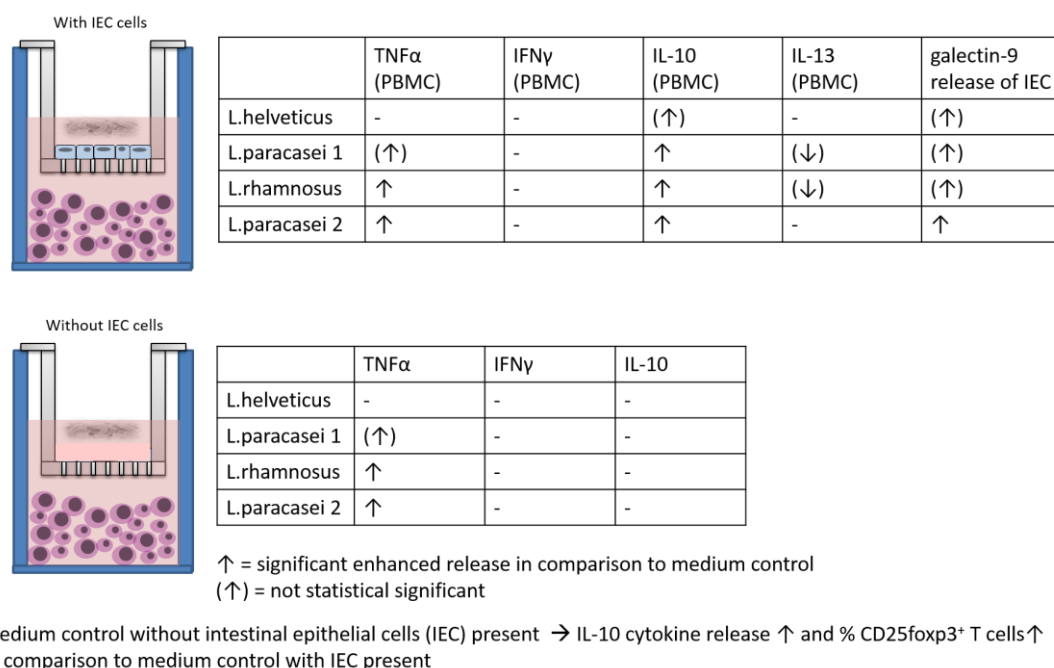 With IEC cells
TNFα (PBMC) IFNγ (PBMC) IL-10 (PBMC) IL-13 (PBMC) galectin-9 release of IEC
L.helveticus - - (↑) - (↑)
L.paracasei 1 (↑) - ↑ (↓) (↑)
L.rhamnosus ↑ - ↑ (↓) (↑)
L.paracasei 2 ↑ - ↑ - ↑
Without IEC cells
TNFα IFNγ IL-10
L.helveticus - - -
L.paracasei 1 (↑) - -
L.rhamnosus ↑ - -
L.paracasei 2 ↑ - -
↑ = significant enhanced release in comparison to medium control
(↑) = not statistical significant
edium control without intestinal epithelial cells (IEC) present → IL-10 cytokine release ↑ and % CD25foxp3⁺ T cells↑
comparison to medium control with IEC present